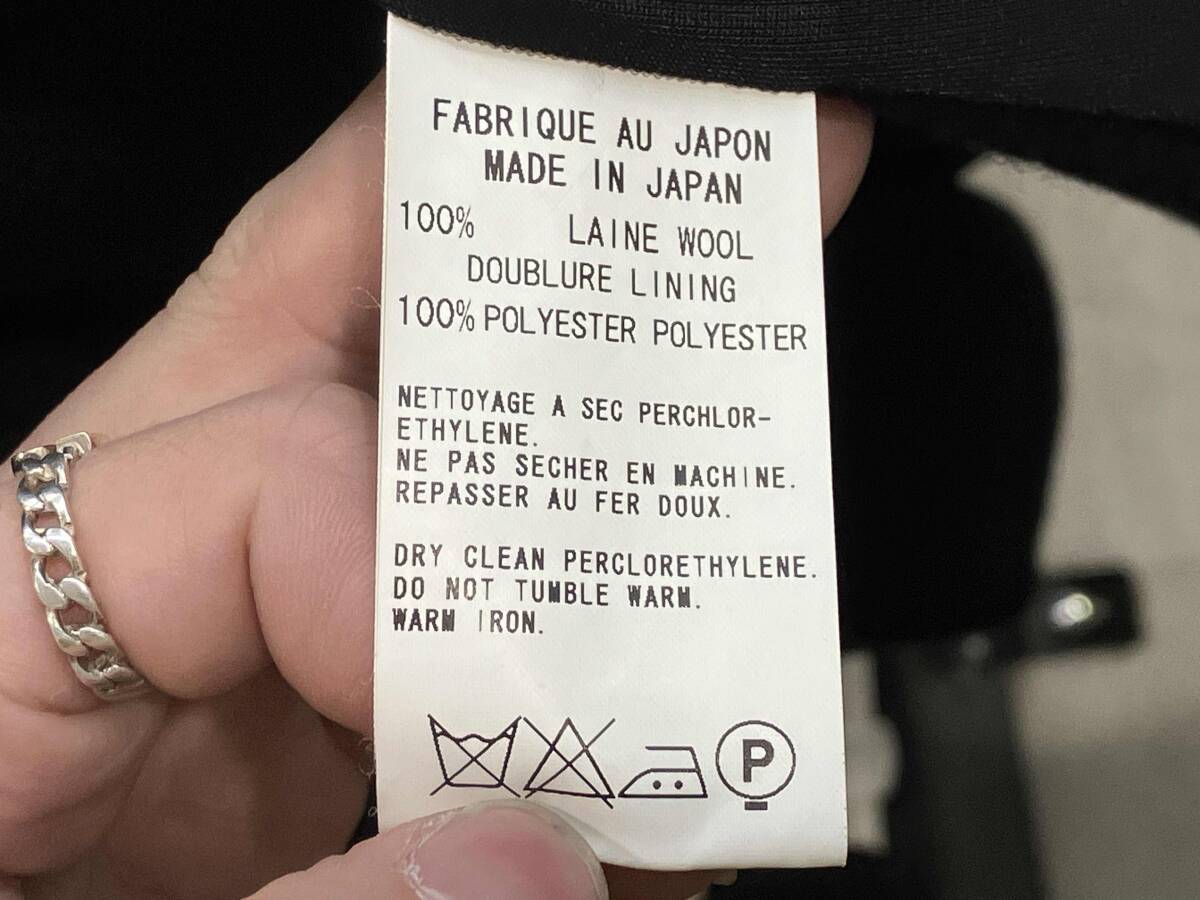 FABRIQUE AU JAPON
MADE IN JAPAN
100% LAINE WOOL
DOUBLURE LINING
100% POLYESTER POLYESTER
NETTOYAGE A SEC PERCHLOR-
ETHYLENE.
NE PAS SECHER EN MACHINE.
REPASSER AU FER DOUX.
DRY CLEAN PERCLORETHYLENE.
DO NOT TUMBLE WARM.
WARM IRON.
P